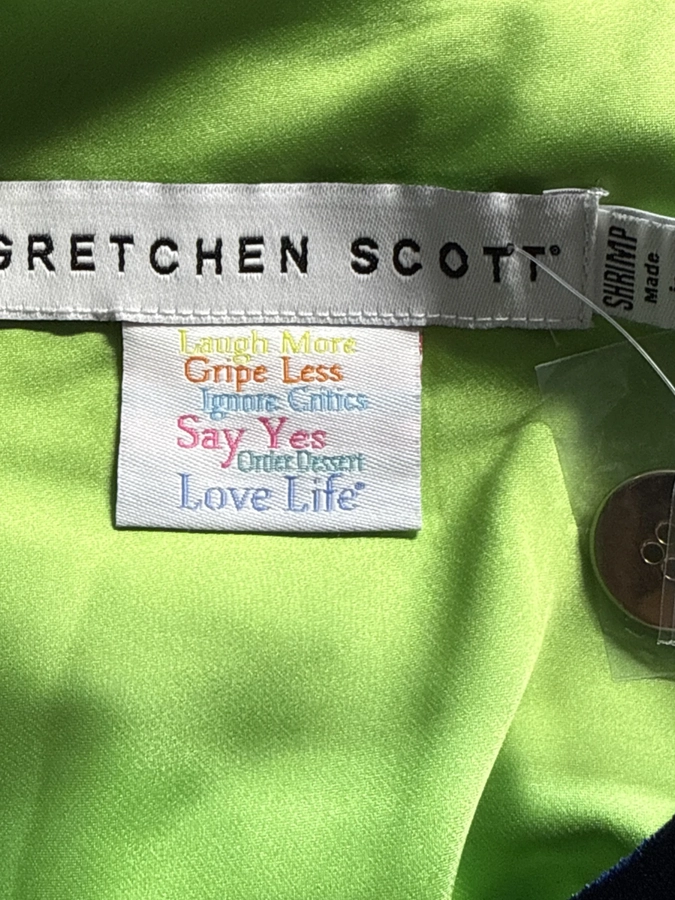 GRETCHEN SCOTT®
SHRIMP
Made
Laugh More
Gripe Less
Ignore Critics
Say Yes
Order Dessert
Love Life®